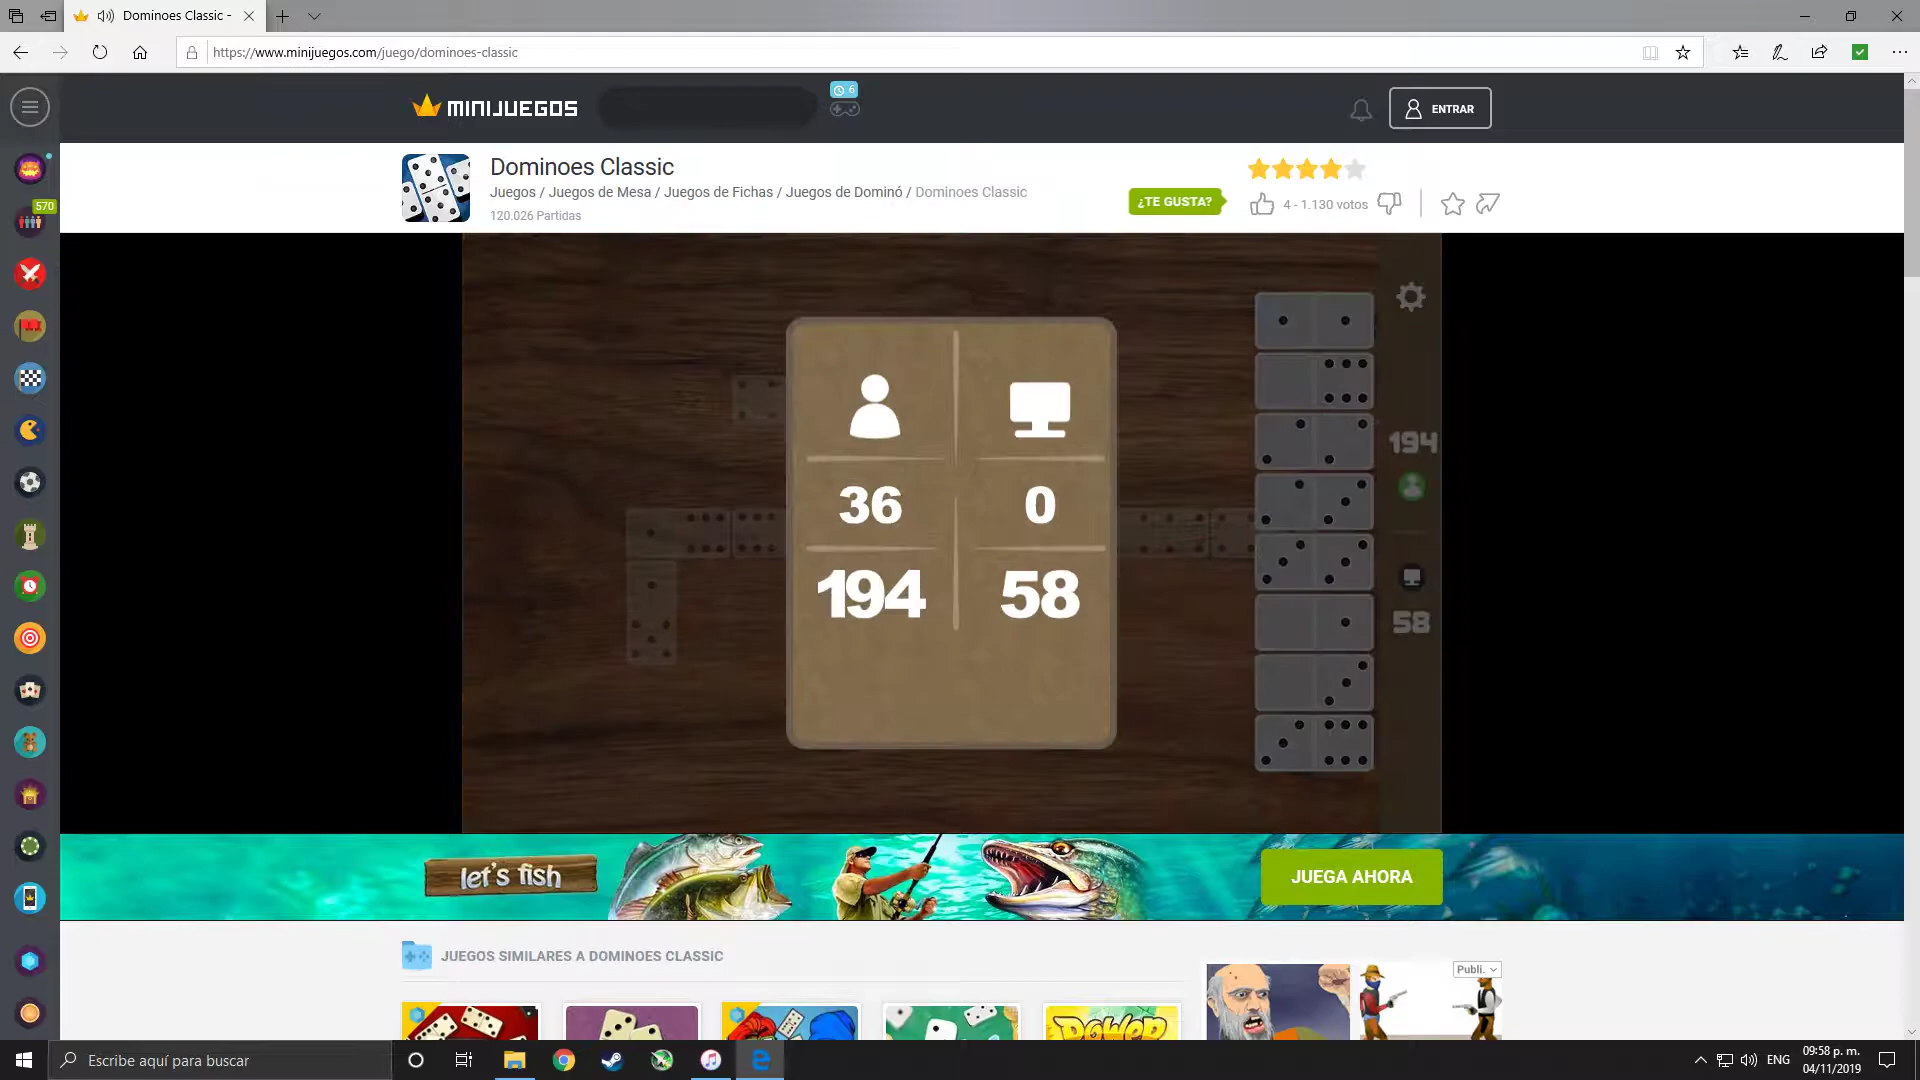 Dominoes Classic -
https://www.minijuegos.com/juego/dominoes-classic
6
MINIJUEGOS
ENTRAR
Dominoes Classic
Juegos / Juegos de Mesa / Juegos de Fichas / Juegos de Dominó / Dominoes Classic
120.026 Partidas
¿TE GUSTA?
4 - 1.130 votos
570
36
0
194
58
194
58
let's fish
JUEGA AHORA
JUEGOS SIMILARES A DOMINOES CLASSIC
Publi.
POWER
Escribe aquí para buscar
ENG
09:58 p. m.
04/11/2019